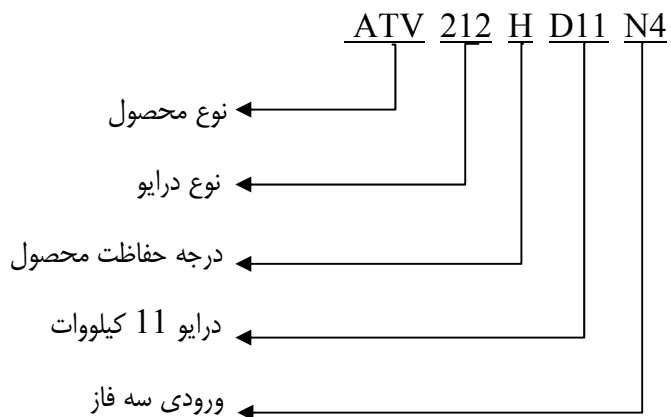 ATV 212 H D11 N4
نوع محصول
نوع درایو
درجه حفاظت محصول
درایو 11 کیلووات
ورودی سه فاز